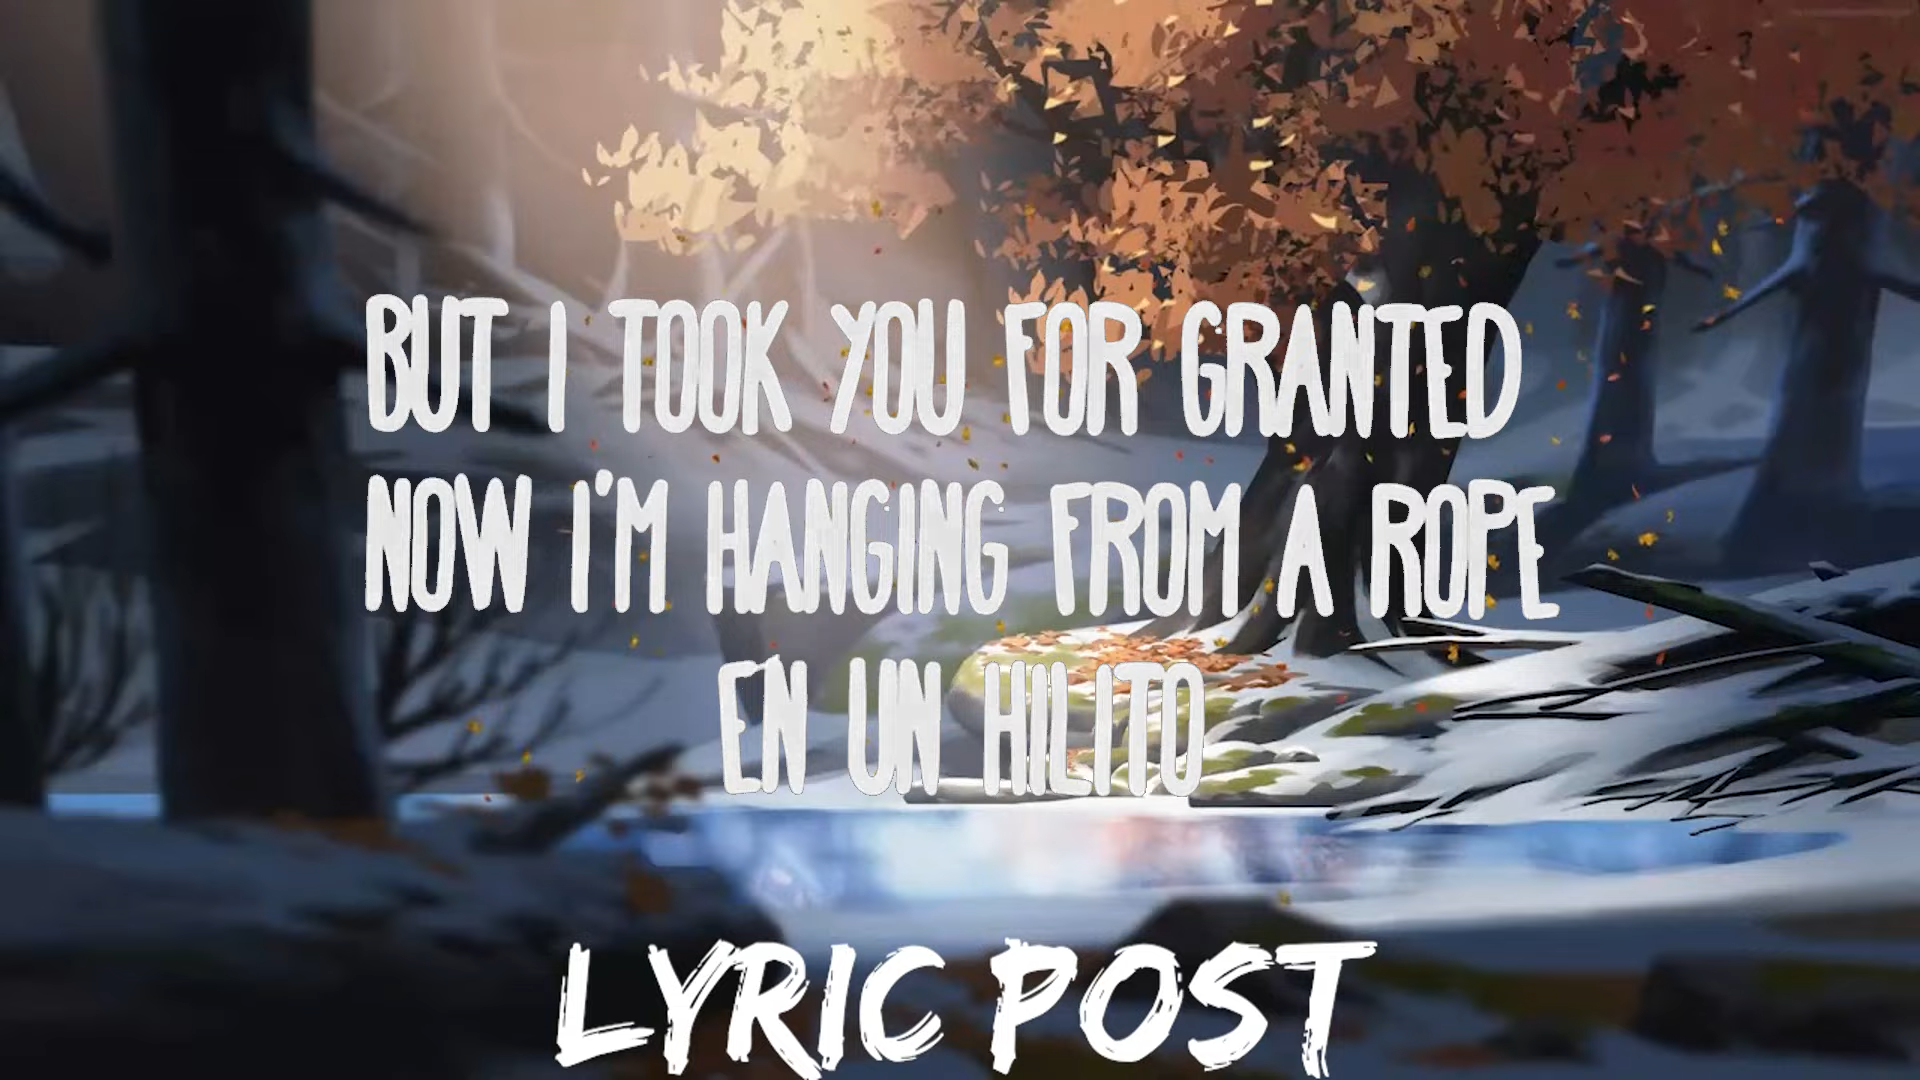 BUT I TOOK YOU FOR GRANTED
NOW I'M HANGING FROM A ROPE
EN UN HILITO
LYRIC POST